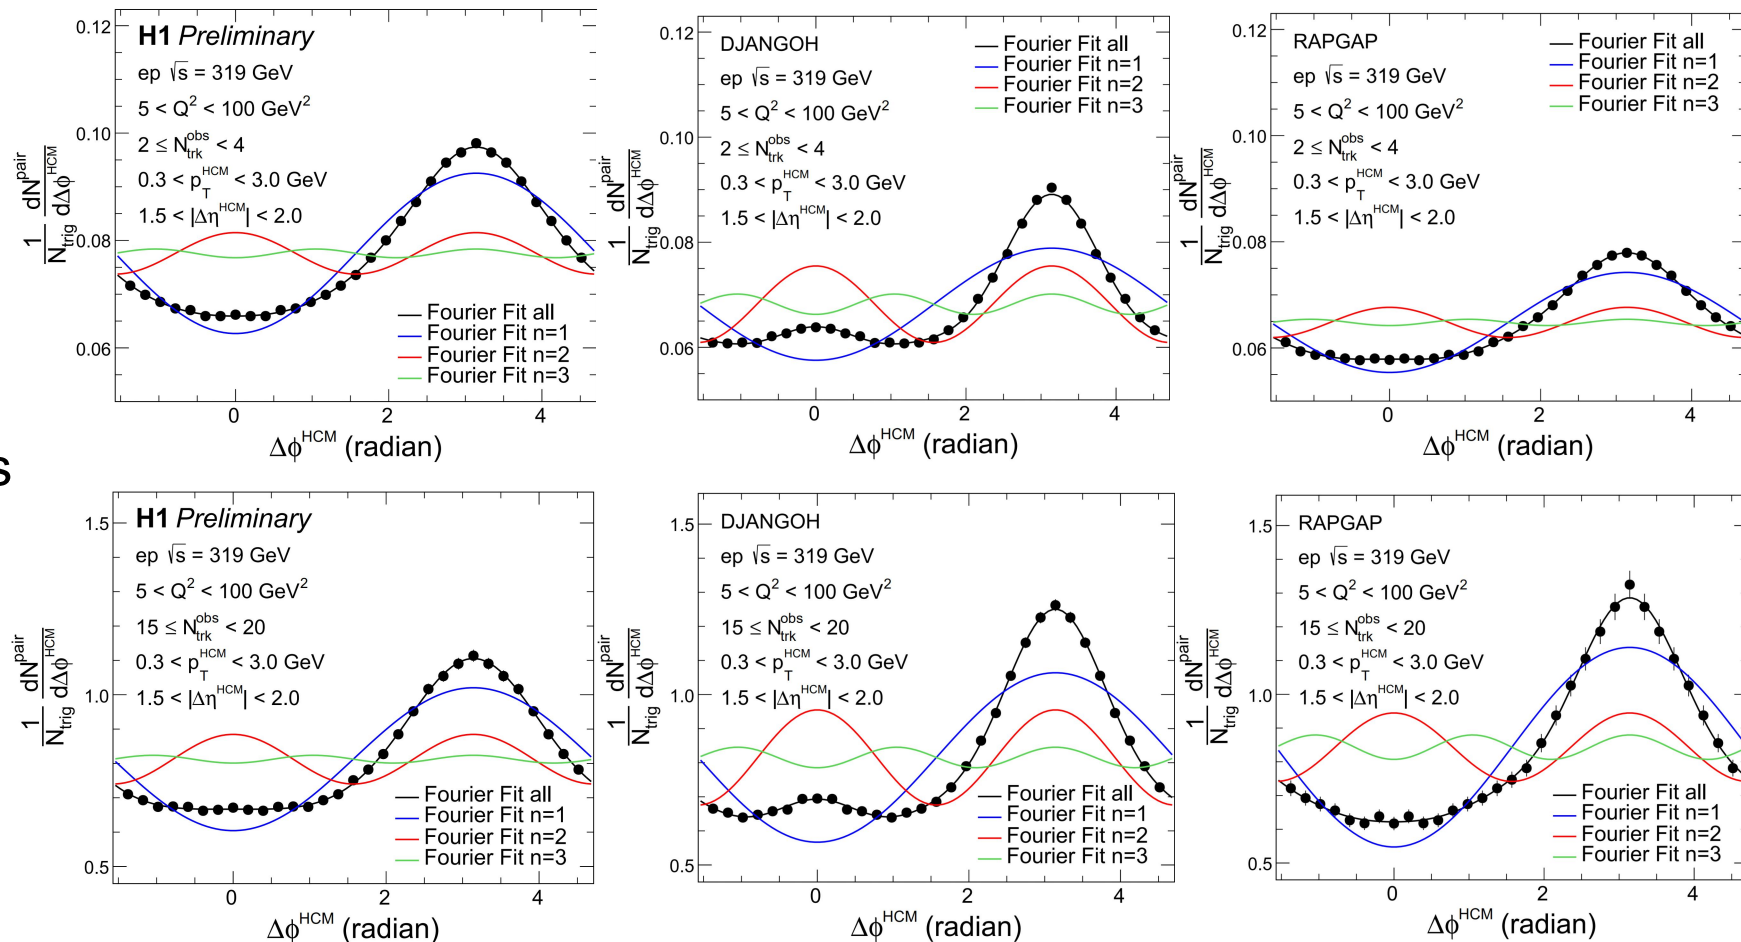 H1 Preliminary
ep √s = 319 GeV
5 < Q² < 100 GeV²
2 ≤ N_trk^obs < 4
0.3 < p_T^HCM < 3.0 GeV
1.5 < |Δη^HCM| < 2.0
Fourier Fit all
Fourier Fit n=1
Fourier Fit n=2
Fourier Fit n=3
0.12
0.10
0.08
0.06
0 2 4
1/N_trig dN^pair/dΔϕ^HCM
Δϕ^HCM (radian)
DJANGOH
ep √s = 319 GeV
5 < Q² < 100 GeV²
2 ≤ N_trk^obs < 4
0.3 < p_T^HCM < 3.0 GeV
1.5 < |Δη^HCM| < 2.0
Fourier Fit all
Fourier Fit n=1
Fourier Fit n=2
Fourier Fit n=3
0.12
0.10
0.08
0.06
0 2 4
1/N_trig dN^pair/dΔϕ^HCM
Δϕ^HCM (radian)
RAPGAP
ep √s = 319 GeV
5 < Q² < 100 GeV²
2 ≤ N_trk^obs < 4
0.3 < p_T^HCM < 3.0 GeV
1.5 < |Δη^HCM| < 2.0
Fourier Fit all
Fourier Fit n=1
Fourier Fit n=2
Fourier Fit n=3
0.12
0.10
0.08
0.06
0 2 4
1/N_trig dN^pair/dΔϕ^HCM
Δϕ^HCM (radian)
s
H1 Preliminary
ep √s = 319 GeV
5 < Q² < 100 GeV²
15 ≤ N_trk^obs < 20
0.3 < p_T^HCM < 3.0 GeV
1.5 < |Δη^HCM| < 2.0
Fourier Fit all
Fourier Fit n=1
Fourier Fit n=2
Fourier Fit n=3
1.5
1.0
0.5
0 2 4
1/N_trig dN^pair/dΔϕ^HCM
Δϕ^HCM (radian)
DJANGOH
ep √s = 319 GeV
5 < Q² < 100 GeV²
15 ≤ N_trk^obs < 20
0.3 < p_T^HCM < 3.0 GeV
1.5 < |Δη^HCM| < 2.0
Fourier Fit all
Fourier Fit n=1
Fourier Fit n=2
Fourier Fit n=3
1.5
1.0
0.5
0 2 4
1/N_trig dN^pair/dΔϕ^HCM
Δϕ^HCM (radian)
RAPGAP
ep √s = 319 GeV
5 < Q² < 100 GeV²
15 ≤ N_trk^obs < 20
0.3 < p_T^HCM < 3.0 GeV
1.5 < |Δη^HCM| < 2.0
Fourier Fit all
Fourier Fit n=1
Fourier Fit n=2
Fourier Fit n=3
1.5
1.0
0.5
0 2 4
1/N_trig dN^pair/dΔϕ^HCM
Δϕ^HCM (radian)